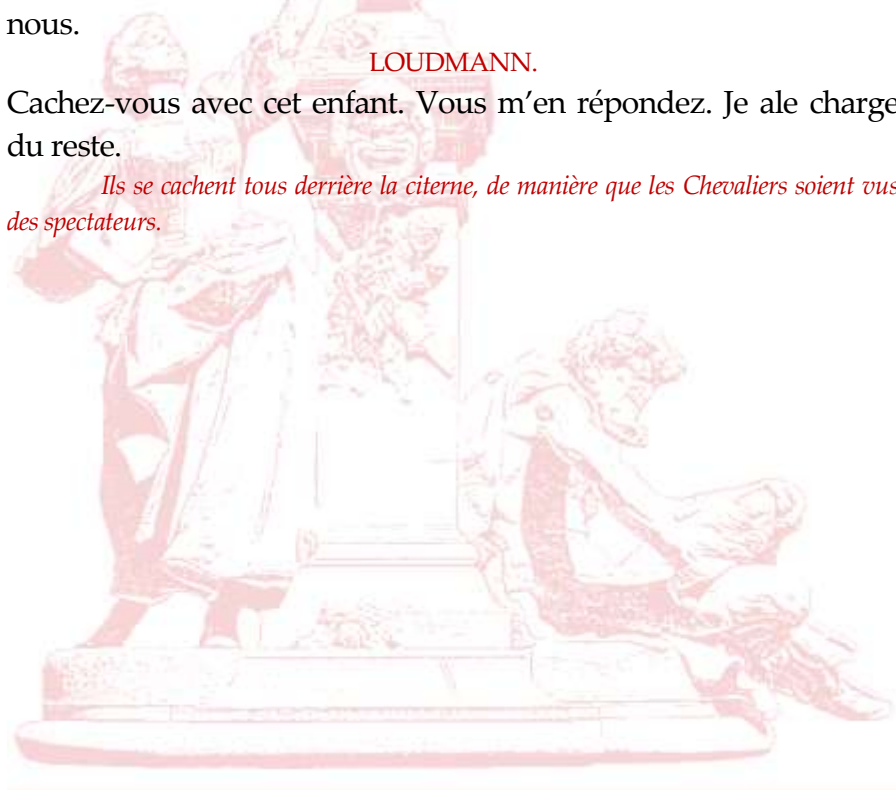 nous.
LOUDMANN.
Cachez-vous avec cet enfant. Vous m’en répondez. Je ale charge
du reste.
Ils se cachent tous derrière la citerne, de manière que les Chevaliers soient vus
des spectateurs.